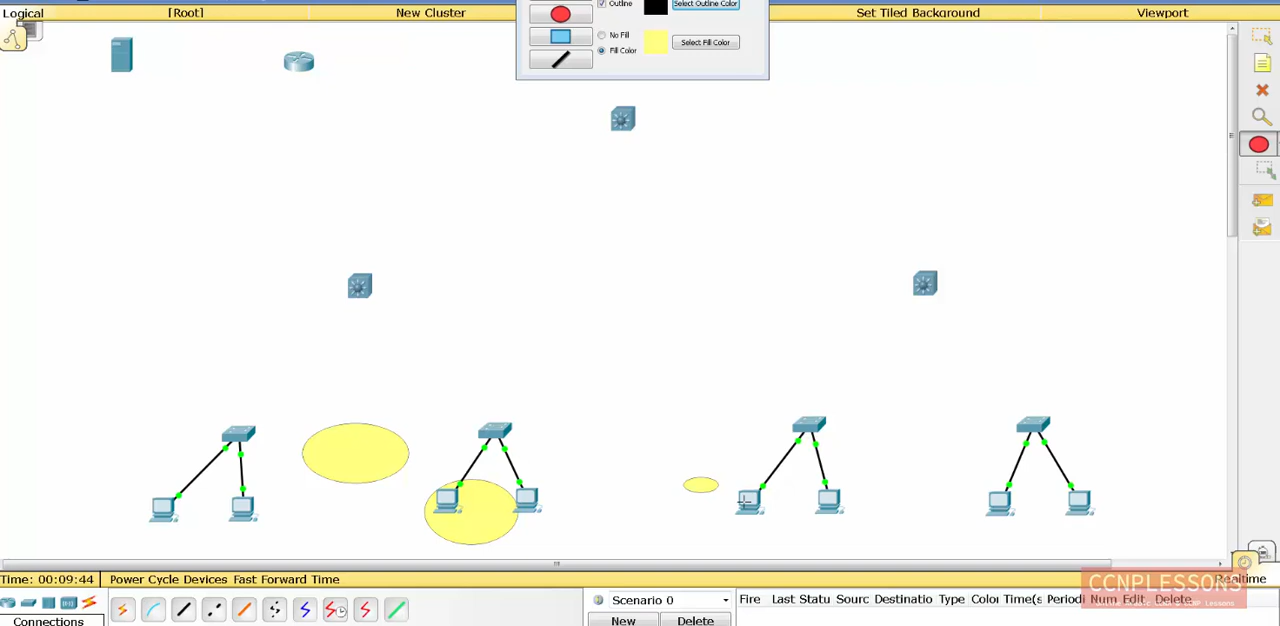 Outline
Select Outline Color
Logical
[Root]
New Cluster
Set Tiled Background
Viewport
No Fill
Fill Color
Select Fill Color
Time: 00:09:44
Power Cycle Devices Fast Forward Time
Realtime
CCNPLESSONS
Scenario 0
Fire Last Statu Sourc Destinatio Type Color Time(s Periodi Num Edit Delete
Connections
New
Delete